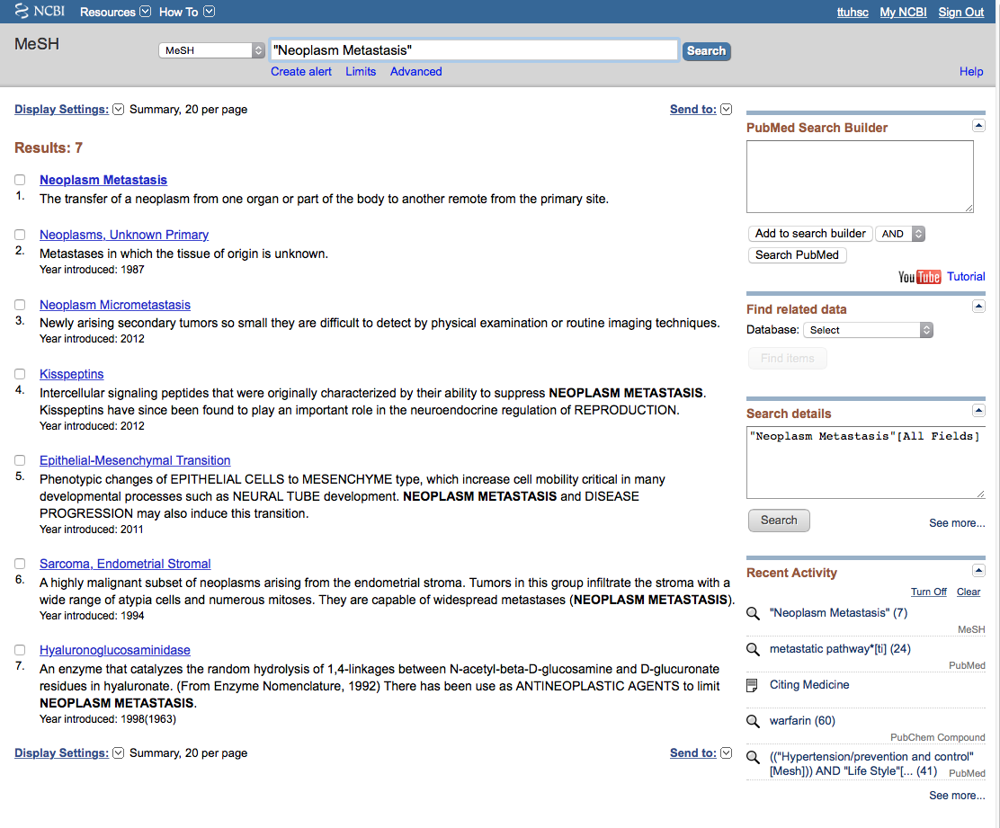 NCBI Resources How To ttuhsc My NCBI Sign Out
MeSH
MeSH "Neoplasm Metastasis" Search
Create alert Limits Advanced Help
Display Settings: Summary, 20 per page Send to:
Results: 7
1. Neoplasm Metastasis
The transfer of a neoplasm from one organ or part of the body to another remote from the primary site.
2. Neoplasms, Unknown Primary
Metastases in which the tissue of origin is unknown.
Year introduced: 1987
3. Neoplasm Micrometastasis
Newly arising secondary tumors so small they are difficult to detect by physical examination or routine imaging techniques.
Year introduced: 2012
4. Kisspeptins
Intercellular signaling peptides that were originally characterized by their ability to suppress NEOPLASM METASTASIS.
Kisspeptins have since been found to play an important role in the neuroendocrine regulation of REPRODUCTION.
Year introduced: 2012
5. Epithelial-Mesenchymal Transition
Phenotypic changes of EPITHELIAL CELLS to MESENCHYME type, which increase cell mobility critical in many
developmental processes such as NEURAL TUBE development. NEOPLASM METASTASIS and DISEASE
PROGRESSION may also induce this transition.
Year introduced: 2011
6. Sarcoma, Endometrial Stromal
A highly malignant subset of neoplasms arising from the endometrial stroma. Tumors in this group infiltrate the stroma with a
wide range of atypia cells and numerous mitoses. They are capable of widespread metastases (NEOPLASM METASTASIS).
Year introduced: 1994
7. Hyaluronoglucosaminidase
An enzyme that catalyzes the random hydrolysis of 1,4-linkages between N-acetyl-beta-D-glucosamine and D-glucuronate
residues in hyaluronate. (From Enzyme Nomenclature, 1992) There has been use as ANTINEOPLASTIC AGENTS to limit
NEOPLASM METASTASIS.
Year introduced: 1998(1963)
Display Settings: Summary, 20 per page Send to:
PubMed Search Builder
Add to search builder AND
Search PubMed
YouTube Tutorial
Find related data
Database: Select
Find items
Search details
"Neoplasm Metastasis"[All Fields]
Search See more...
Recent Activity
Turn Off Clear
"Neoplasm Metastasis" (7)
MeSH
metastatic pathway*[ti] (24)
PubMed
Citing Medicine
warfarin (60)
PubChem Compound
(("Hypertension/prevention and control"
[Mesh])) AND "Life Style"[... (41) PubMed
See more...